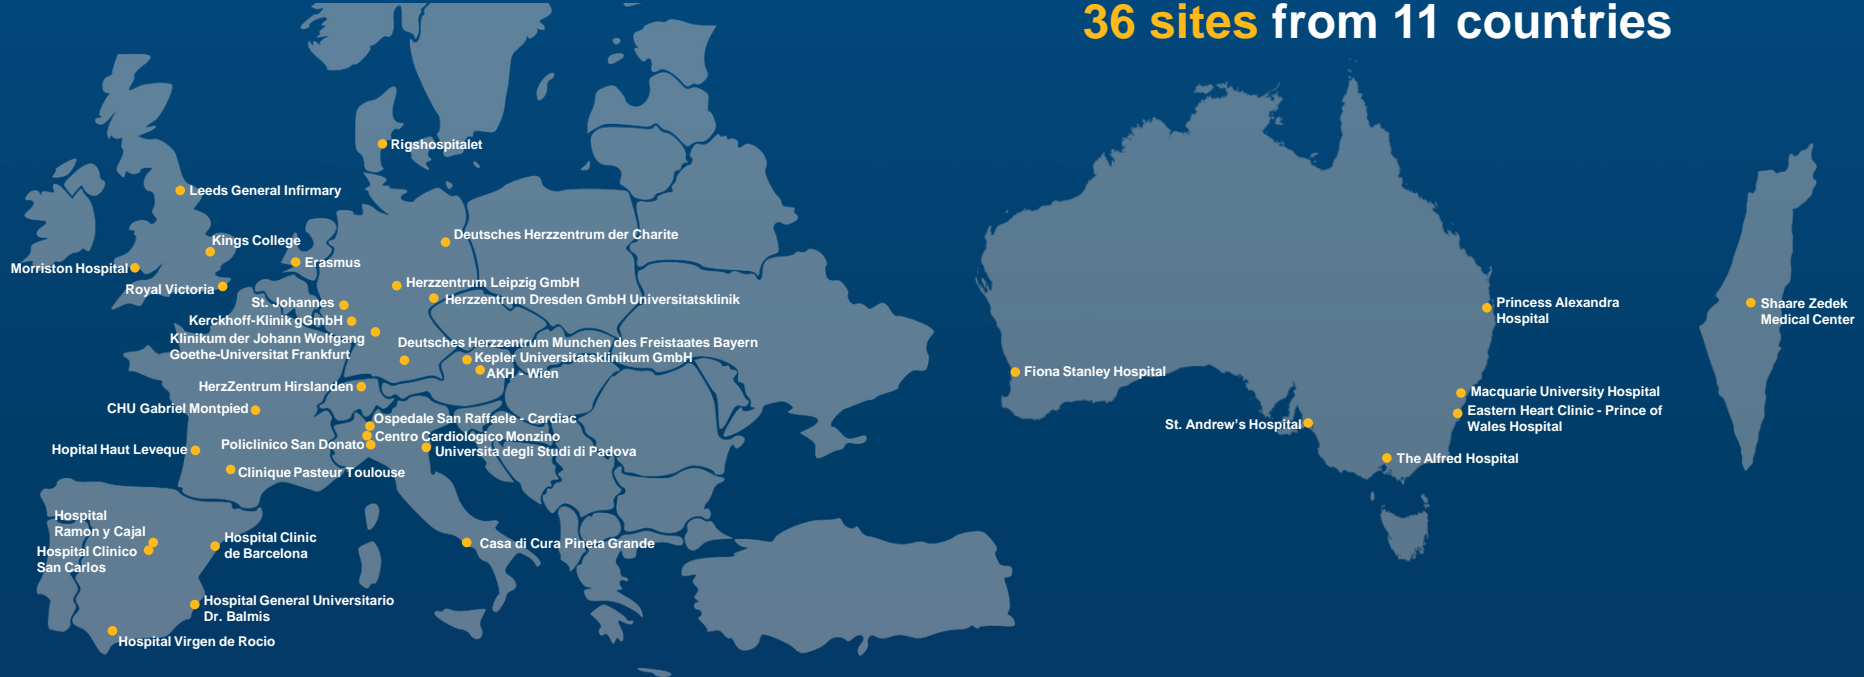 36 sites from 11 countries
Rigshospitalet
Leeds General Infirmary
Kings College
Deutsches Herzzentrum der Charite
Morriston Hospital
Erasmus
Royal Victoria
Herzzentrum Leipzig GmbH
Herzzentrum Dresden GmbH Universitatsklinik
St. Johannes
Kerckhoff-Klinik gGmbH
Klinikum der Johann Wolfgang
Goethe-Universitat Frankfurt
Deutsches Herzzentrum Munchen des Freistaates Bayern
Kepler Universitatsklinikum GmbH
AKH - Wien
HerzZentrum Hirslanden
CHU Gabriel Montpied
Ospedale San Raffaele - Cardiac
Centro Cardiologico Monzino
Policlinico San Donato
Universita degli Studi di Padova
Hopital Haut Leveque
Clinique Pasteur Toulouse
Hospital
Ramon y Cajal
Hospital Clinico
San Carlos
Hospital Clinic
de Barcelona
Casa di Cura Pineta Grande
Hospital General Universitario
Dr. Balmis
Hospital Virgen de Rocio
Princess Alexandra
Hospital
Fiona Stanley Hospital
Macquarie University Hospital
Eastern Heart Clinic - Prince of
Wales Hospital
St. Andrew's Hospital
The Alfred Hospital
Shaare Zedek
Medical Center